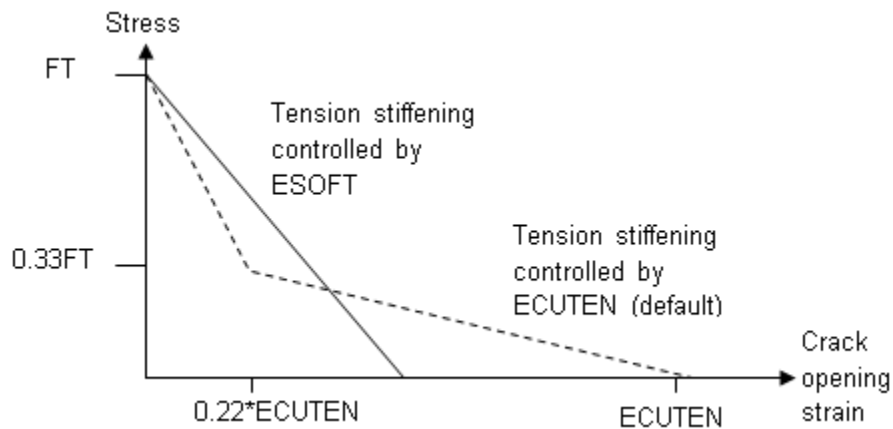 Stress
FT
Tension stiffening
controlled by
ESOFT
0.33FT
Tension stiffening
controlled by
ECUTEN (default)
Crack
opening
strain
0.22*ECUTEN
ECUTEN